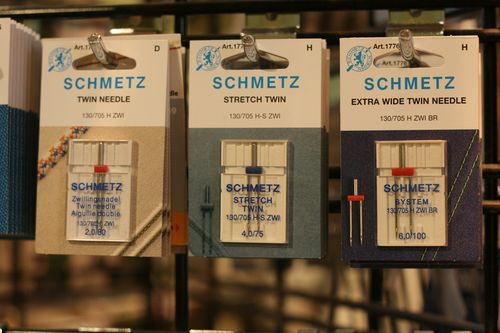 Art.1776
D
SCHMETZ
TWIN NEEDLE
130/705 H ZWI
SCHMETZ
Zwillingsnadel
Twin needle
Aiguille double
130/705 H ZWI
2,0/80
Art.177
H
SCHMETZ
STRETCH TWIN
130/705 H-S ZWI
SCHMETZ
STRETCH
TWIN
130/705 H-S ZWI
4,0/75
Art.1776
H
SCHMETZ
EXTRA WIDE TWIN NEEDLE
130/705 H ZWI BR
SCHMETZ
SYSTEM
130/705 H ZWI BR
6,0/100